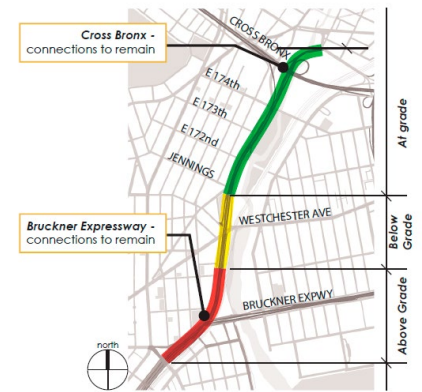 Cross Bronx -
connections to remain
CROSS BRONX
E 174th
E 173th
E 172nd
JENNINGS
At grade
Bruckner Expressway -
connections to remain
WESTCHESTER AVE
Below
Grade
BRUCKNER EXPWY
Above Grade
north